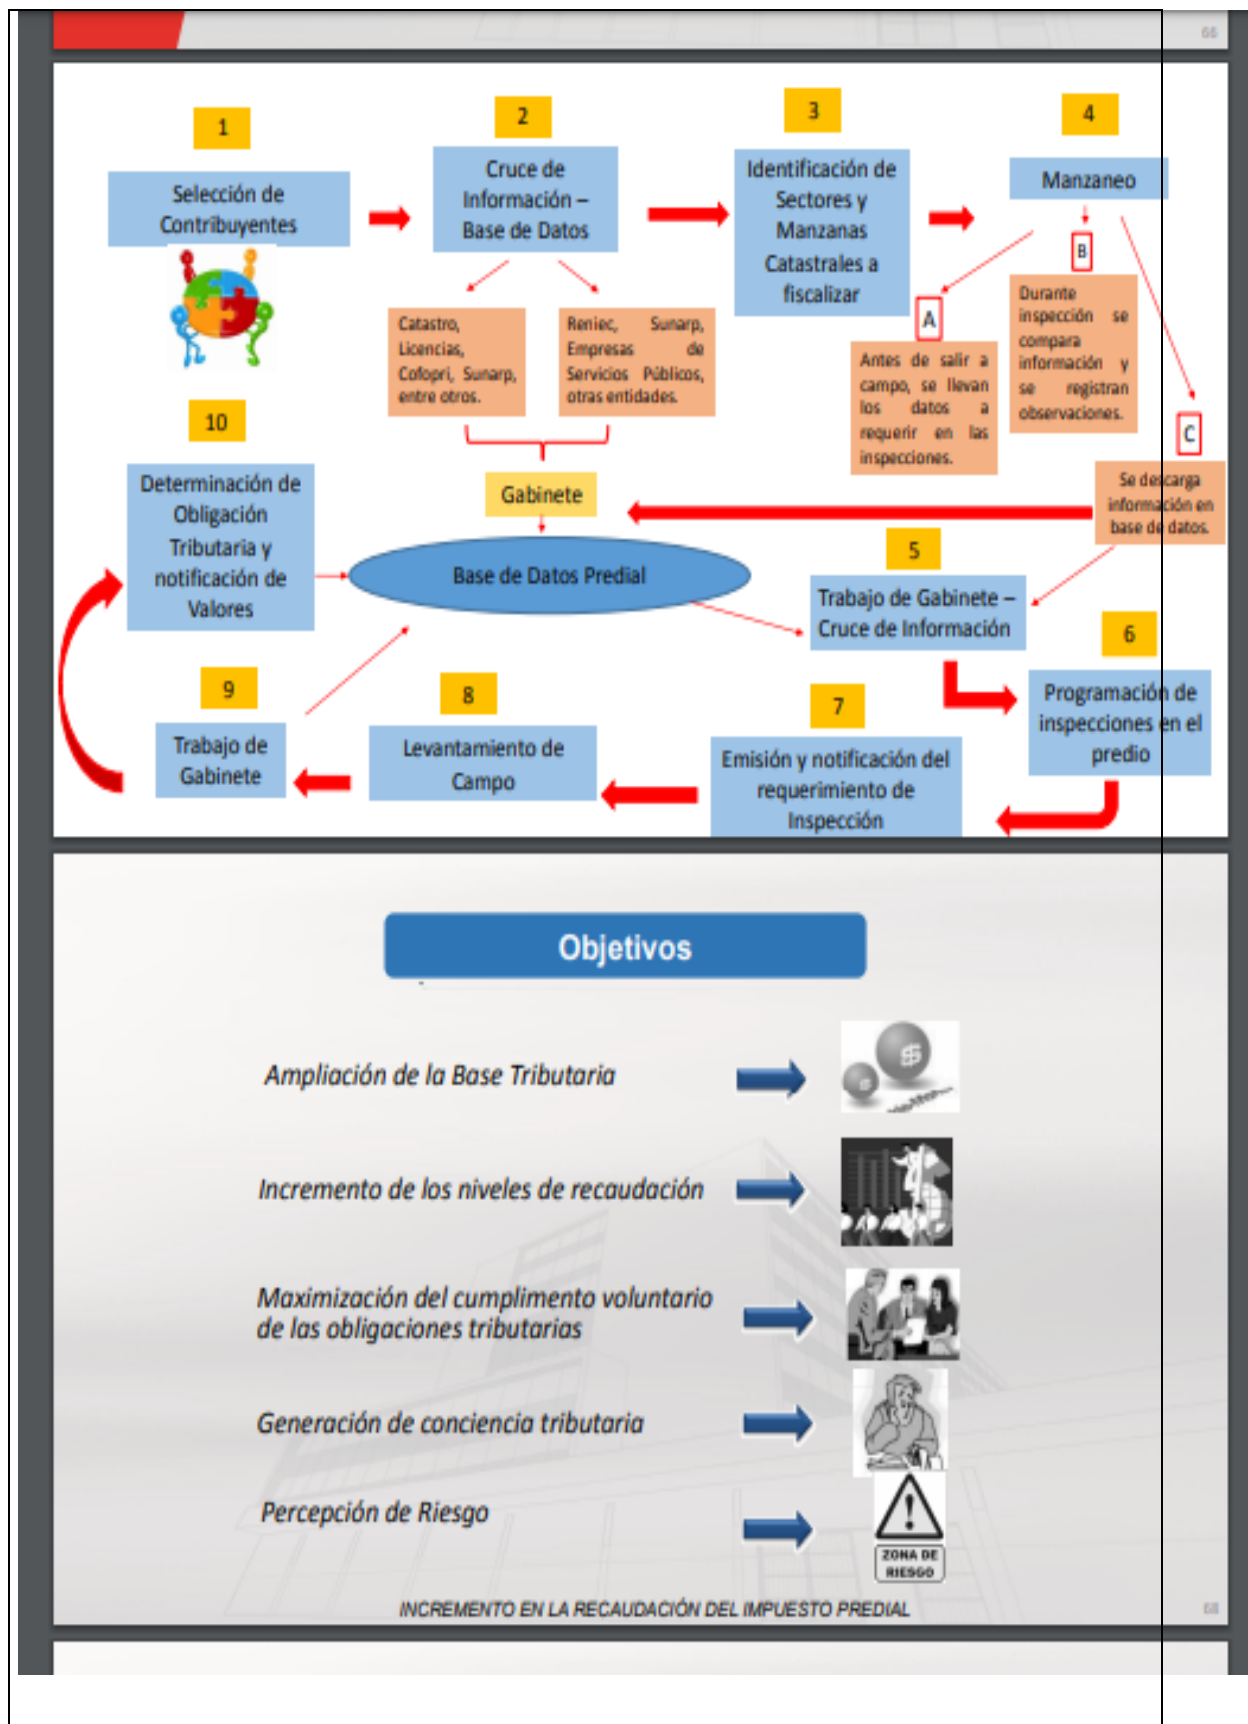 66
1
Selección de
Contribuyentes
2
Cruce de
Información –
Base de Datos
3
Identificación de
Sectores y
Manzanas
Catastrales a
fiscalizar
4
Manzaneo
Catastro,
Licencias,
Cofopri, Sunarp,
entre otros.
Reniec, Sunarp,
Empresas de
Servicios Públicos,
otras entidades.
A
Antes de salir a
campo, se llevan
los datos a
requerir en las
inspecciones.
B
Durante
inspección se
compara
información y
se registran
observaciones.
C
Se descarga
información en
base de datos.
Gabinete
Base de Datos Predial
10
Determinación de
Obligación
Tributaria y
notificación de
Valores
5
Trabajo de Gabinete –
Cruce de Información
6
Programación de
inspecciones en el
predio
7
Emisión y notificación del
requerimiento de
Inspección
8
Levantamiento de
Campo
9
Trabajo de
Gabinete
Objetivos
Ampliación de la Base Tributaria
Incremento de los niveles de recaudación
Maximización del cumplimento voluntario
de las obligaciones tributarias
Generación de conciencia tributaria
Percepción de Riesgo
ZONA DE
RIESGO
INCREMENTO EN LA RECAUDACIÓN DEL IMPUESTO PREDIAL
68